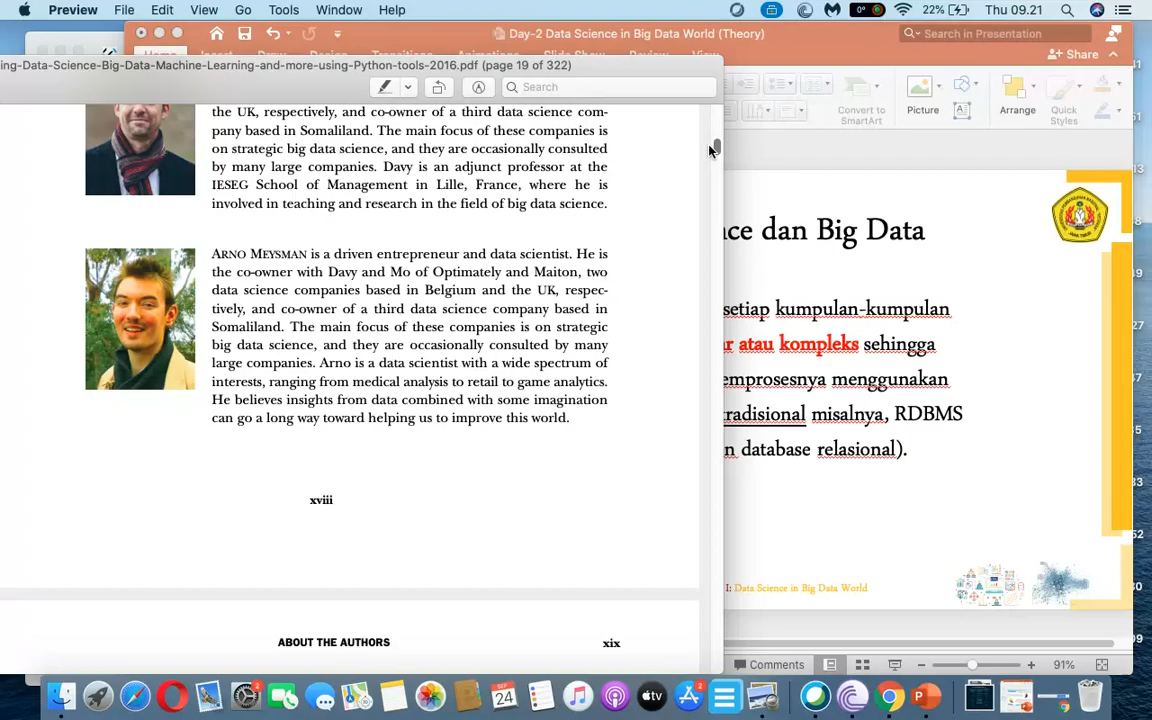 Preview File Edit View Go Tools Window Help 0° 22% Thu 09.21
Day-2 Data Science in Big Data World (Theory)
Search in Presentation
Share
ing-Data-Science-Big-Data-Machine-Learning-and-more-using-Python-tools-2016.pdf (page 19 of 322)
Search
Convert to
SmartArt
Picture
Arrange
Quick
Styles
the UK, respectively, and co-owner of a third data science com-
pany based in Somaliland. The main focus of these companies is
on strategic big data science, and they are occasionally consulted
by many large companies. Davy is an adjunct professor at the
IESEG School of Management in Lille, France, where he is
involved in teaching and research in the field of big data science.
ARNO MEYSMAN is a driven entrepreneur and data scientist. He is
the co-owner with Davy and Mo of Optimately and Maiton, two
data science companies based in Belgium and the UK, respec-
tively, and co-owner of a third data science company based in
Somaliland. The main focus of these companies is on strategic
big data science, and they are occasionally consulted by many
large companies. Arno is a data scientist with a wide spectrum of
interests, ranging from medical analysis to retail to game analytics.
He believes insights from data combined with some imagination
can go a long way toward helping us to improve this world.
xviii
ABOUT THE AUTHORS xix
nce dan Big Data
setiap kumpulan-kumpulan
ar atau kompleks sehingga
emprosesnya menggunakan
tradisional misalnya, RDBMS
n database relasional).
I: Data Science in Big Data World
Comments
91%
SEP
24
tv
2
2